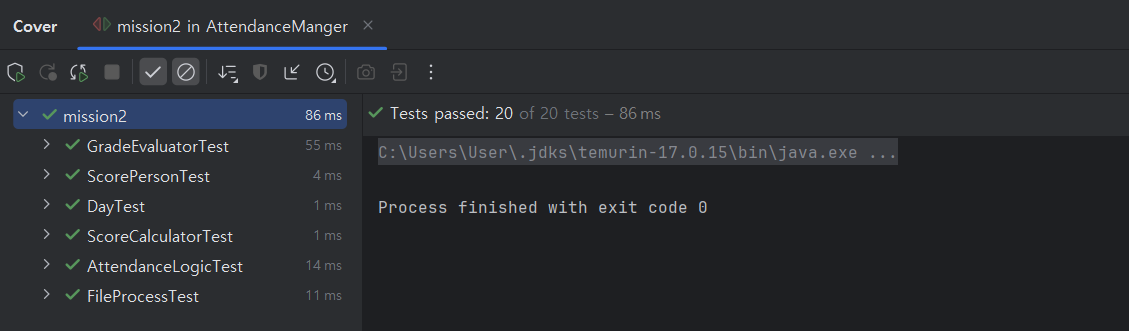 Cover mission2 in AttendanceManger
mission2 86 ms
GradeEvaluatorTest 55 ms
ScorePersonTest 4 ms
DayTest 1 ms
ScoreCalculatorTest 1 ms
AttendanceLogicTest 14 ms
FileProcessTest 11 ms
Tests passed: 20 of 20 tests – 86 ms
C:\Users\User\.jdks\temurin-17.0.15\bin\java.exe ...
Process finished with exit code 0